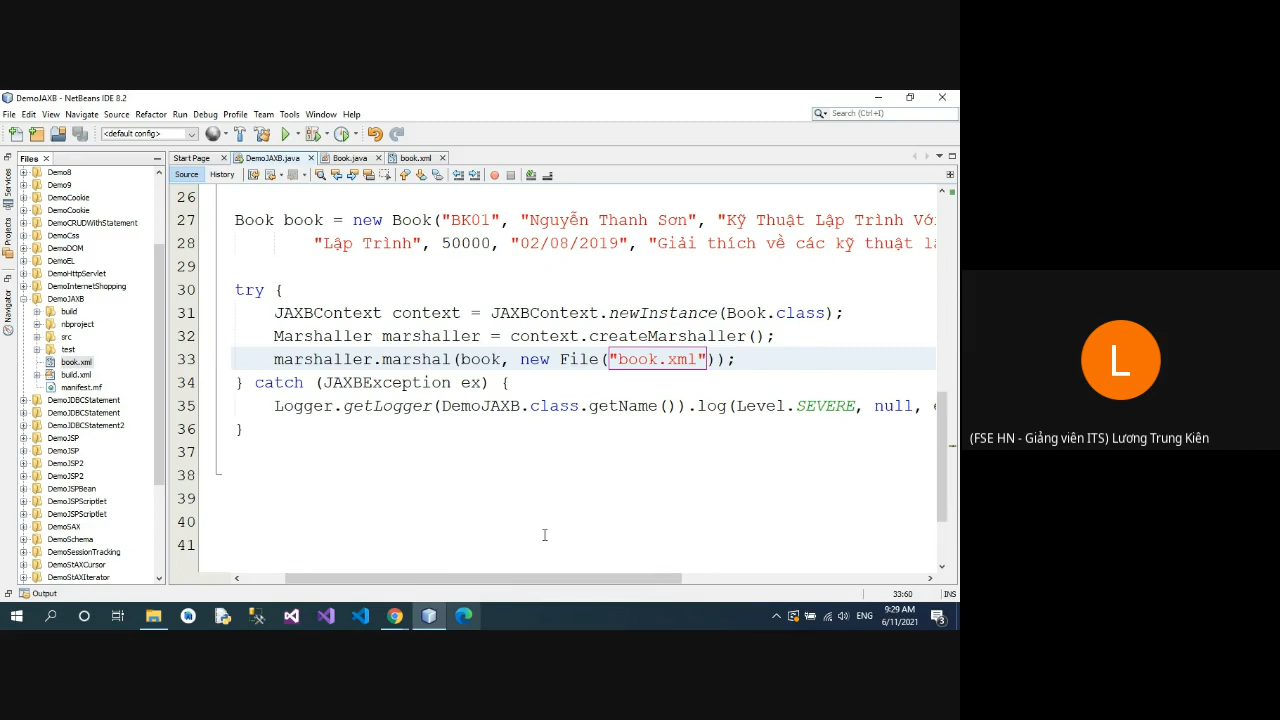 DemoJAXB - NetBeans IDE 8.2
File Edit View Navigate Source Refactor Run Debug Profile Team Tools Window Help
Search (Ctrl+I)
<default config>
Files
Start Page DemoJAXB.java Book.java book.xml
Source History
Services
Projects
Navigator
Demo8
Demo9
DemoCookie
DemoCookie
DemoCRUDWithStatement
DemoCss
DemoDOM
DemoEL
DemoHttpServlet
DemoInternetShopping
DemoJAXB
build
nbproject
src
test
book.xml
build.xml
manifest.mf
DemoJDBCStatement
DemoJDBCStatement
DemoJDBCStatement2
DemoJSP
DemoJSP
DemoJSP2
DemoJSP2
DemoJSPBean
DemoJSPScriptlet
DemoJSPScriptlet
DemoSAX
DemoSchema
DemoSessionTracking
DemoStAXCursor
DemoStAXIterator
26
27 Book book = new Book("BK01", "Nguyễn Thanh Sơn", "Kỹ Thuật Lập Trình Vớ
28 "Lập Trình", 50000, "02/08/2019", "Giải thích về các kỹ thuật
29
30 try {
31 JAXBContext context = JAXBContext.newInstance(Book.class);
32 Marshaller marshaller = context.createMarshaller();
33 marshaller.marshal(book, new File("book.xml"));
34 } catch (JAXBException ex) {
35 Logger.getLogger(DemoJAXB.class.getName()).log(Level.SEVERE, null, e
36 }
37
38
39
40
41
Output
33:60 INS
ENG
9:29 AM
6/11/2021
3
L
(FSE HN - Giảng viên ITS) Lương Trung Kiên